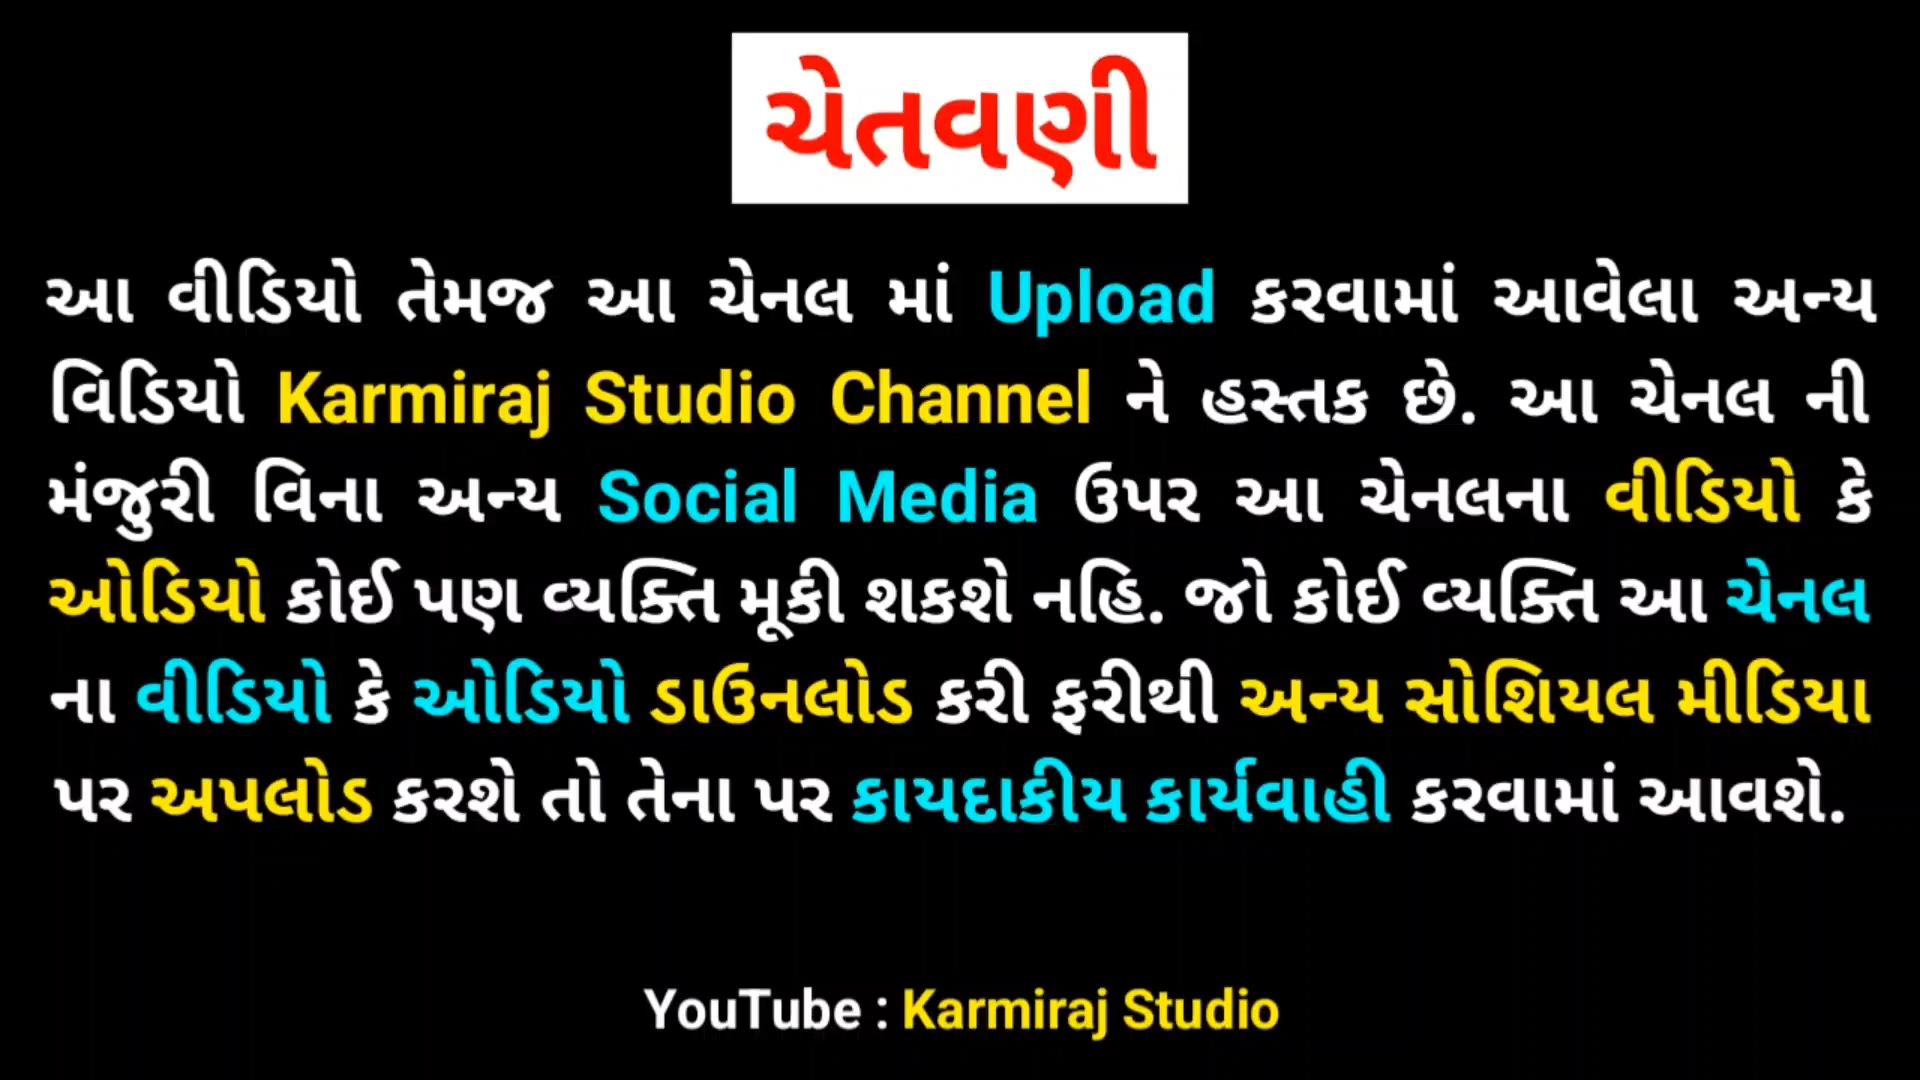 ચેતવણી
આ વીડિયો તેમજ આ ચેનલ માં Upload કરવામાં આવેલા અન્ય
વિડિયો Karmiraj Studio Channel ને હસ્તક છે. આ ચેનલ ની
મંજુરી વિના અન્ય Social Media ઉપર આ ચેનલના વીડિયો કે
ઓડિયો કોઈ પણ વ્યક્તિ મૂકી શકશે નહિ. જો કોઈ વ્યક્તિ આ ચેનલ
ના વીડિયો કે ઓડિયો ડાઉનલોડ કરી ફરીથી અન્ય સોશિયલ મીડિયા
પર અપલોડ કરશે તો તેના પર કાયદાકીય કાર્યવાહી કરવામાં આવશે.
YouTube : Karmiraj Studio